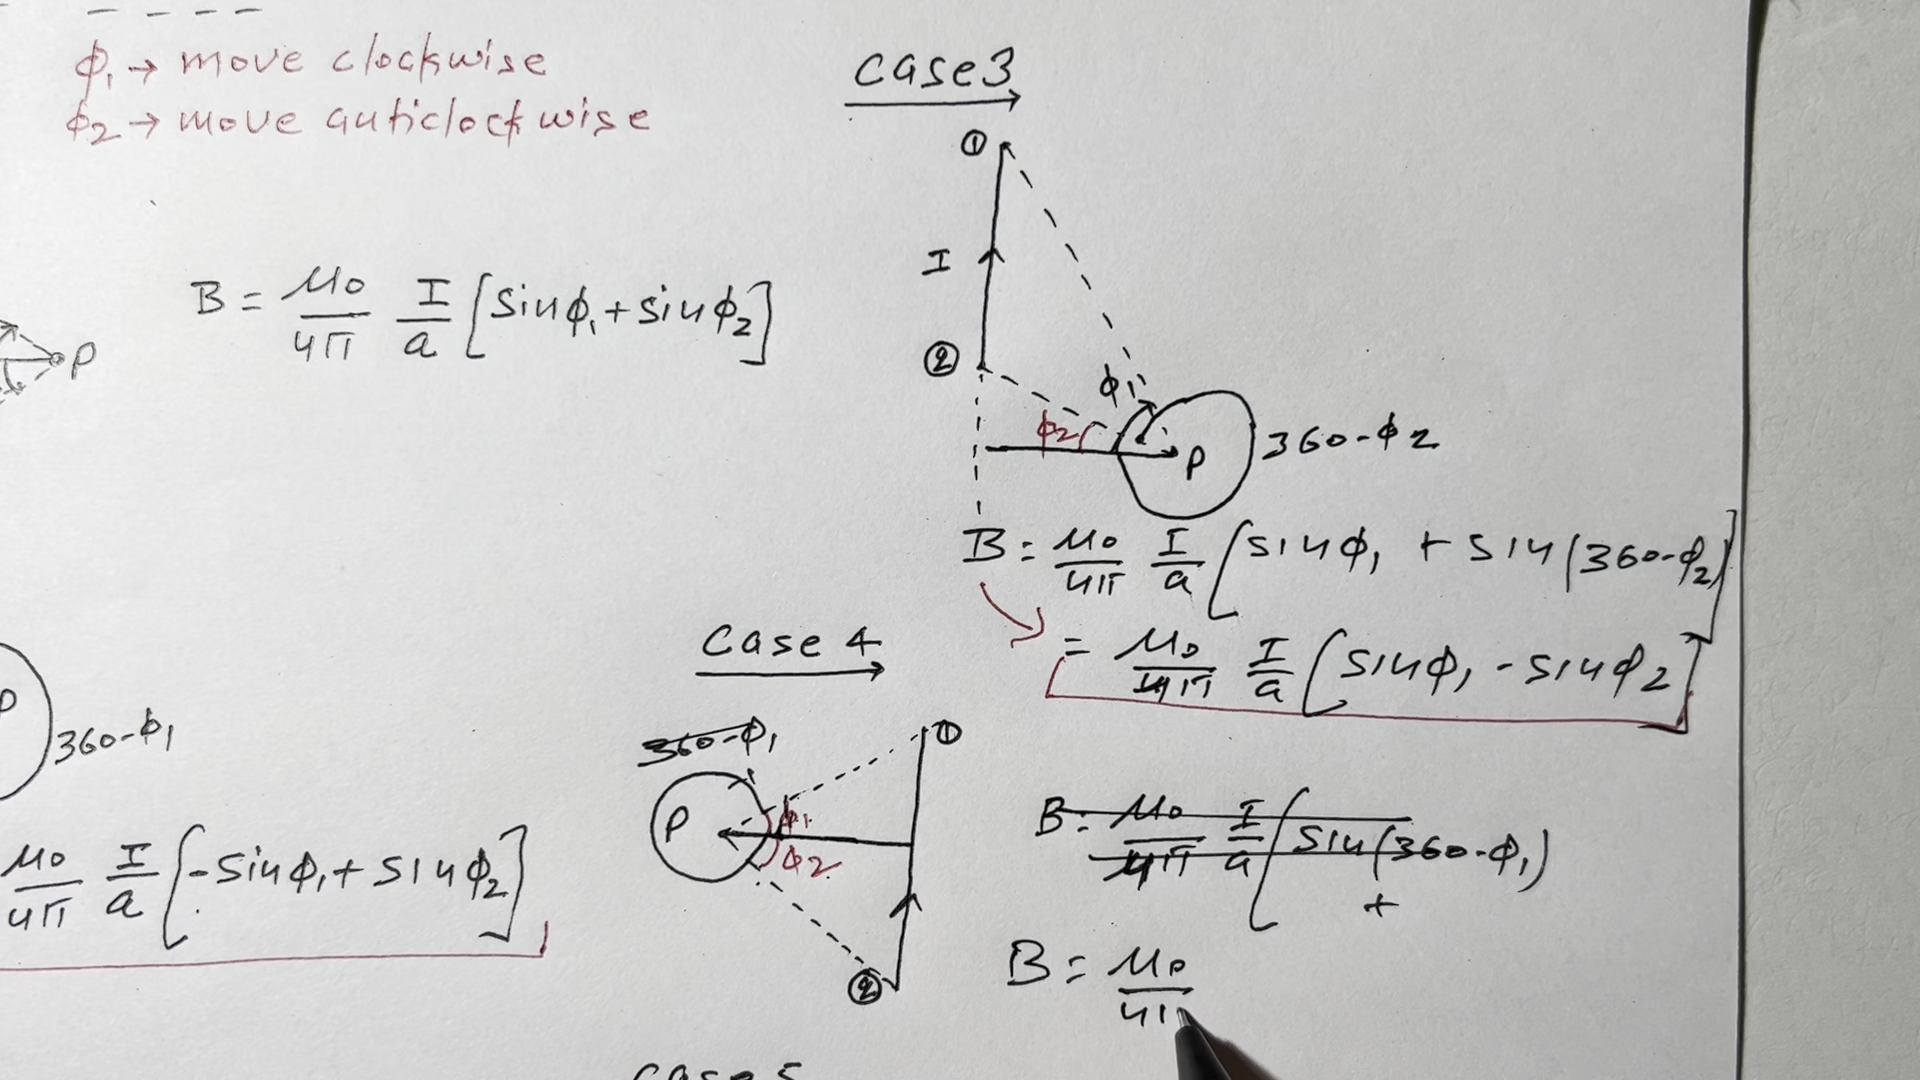 ϕ₁ → move clockwise
ϕ₂ → move anticlockwise
B = μ₀/4π I/a [sinϕ₁ + sinϕ₂]
P
case3
①
I
②
ϕ₁
ϕ₂
P
360-ϕ2
B = μ₀/4π I/a [sinϕ₁ + sin(360-ϕ₂)]
= μ₀/4π I/a [sinϕ₁ - sinϕ2]
P
360-ϕ₁
μ₀/4π I/a [-sinϕ₁ + sinϕ₂]
Case 4
360-ϕ₁
①
P
ϕ₁
ϕ2
②
B = μ₀/4π I/a [sin(360-ϕ₁)
+
B = μ₀/4π
case5